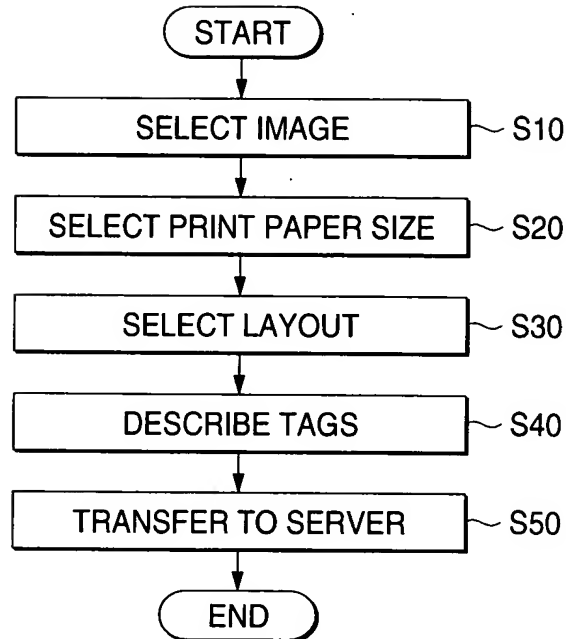 START
SELECT IMAGE S10
SELECT PRINT PAPER SIZE S20
SELECT LAYOUT S30
DESCRIBE TAGS S40
TRANSFER TO SERVER S50
END